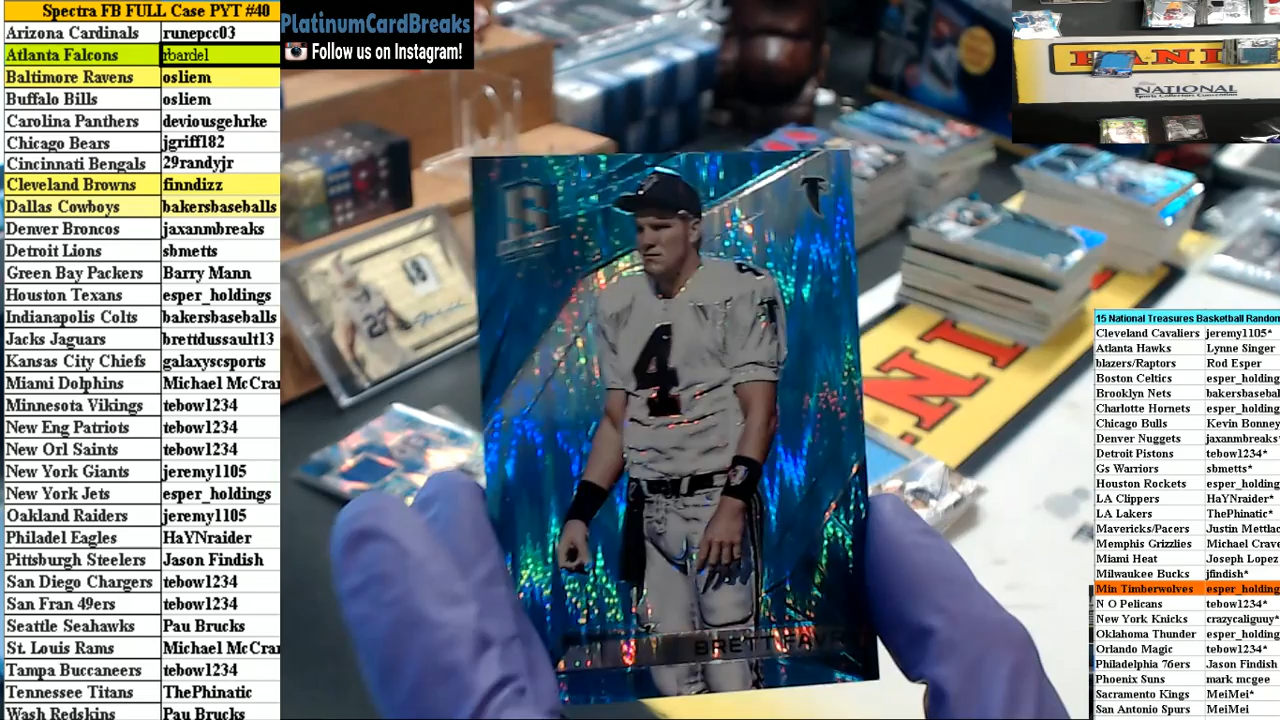 Spectra FB FULL Case PYT #40
Arizona Cardinals runepcc03
Atlanta Falcons rbardel
Baltimore Ravens osliem
Buffalo Bills osliem
Carolina Panthers deviousgehrke
Chicago Bears jgriff182
Cincinnati Bengals 29randyjr
Cleveland Browns finndizz
Dallas Cowboys bakersbaseballs
Denver Broncos jaxanmbreaks
Detroit Lions sbmetts
Green Bay Packers Barry Mann
Houston Texans esper_holdings
Indianapolis Colts bakersbaseballs
Jacks Jaguars brettdussault13
Kansas City Chiefs galaxyscsports
Miami Dolphins Michael McCra
Minnesota Vikings tebow1234
New Eng Patriots tebow1234
New Orl Saints tebow1234
New York Giants jeremy1105
New York Jets esper_holdings
Oakland Raiders jeremy1105
Philadel Eagles HaYNraider
Pittsburgh Steelers Jason Findish
San Diego Chargers tebow1234
San Fran 49ers tebow1234
Seattle Seahawks Pau Brucks
St. Louis Rams Michael McCra
Tampa Buccaneers tebow1234
Tennessee Titans ThePhinatic
Wash Redskins Pau Brucks
PlatinumCardBreaks
Follow us on Instagram!
PANINI
NATIONAL
Sports Collectors Convention
S
4
BRETT FAVRE
NI
15 National Treasures Basketball Random
Cleveland Cavaliers jeremy1105*
Atlanta Hawks Lynne Singer
blazers/Raptors Rod Esper
Boston Celtics esper_holding
Brooklyn Nets bakersbasebal
Charlotte Hornets esper_holding
Chicago Bulls Kevin Bonney
Denver Nuggets jaxanmbreaks*
Detroit Pistons tebow1234*
Gs Warriors sbmetts*
Houston Rockets esper_holding
LA Clippers HaYNraider*
LA Lakers ThePhinatic*
Mavericks/Pacers Justin Mettlac
Memphis Grizzlies Michael Crave
Miami Heat Joseph Lopez
Milwaukee Bucks jfindish*
Min Timberwolves esper_holding
N O Pelicans tebow1234*
New York Knicks crazycaliguuy*
Oklahoma Thunder esper_holding
Orlando Magic tebow1234*
Philadelphia 76ers Jason Findish
Phoenix Suns mark mcgee
Sacramento Kings MeiMei*
San Antonio Spurs MeiMei